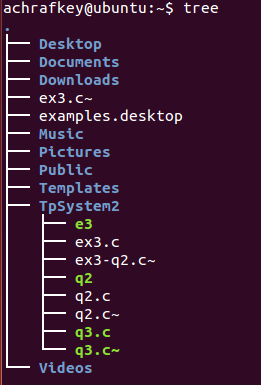 achrafkey@ubuntu:~$ tree
.
├── Desktop
├── Documents
├── Downloads
├── ex3.c~
├── examples.desktop
├── Music
├── Pictures
├── Public
├── Templates
├── TpSystem2
│   ├── e3
│   ├── ex3.c
│   ├── ex3-q2.c~
│   ├── q2
│   ├── q2.c
│   ├── q2.c~
│   ├── q3.c
│   └── q3.c~
└── Videos